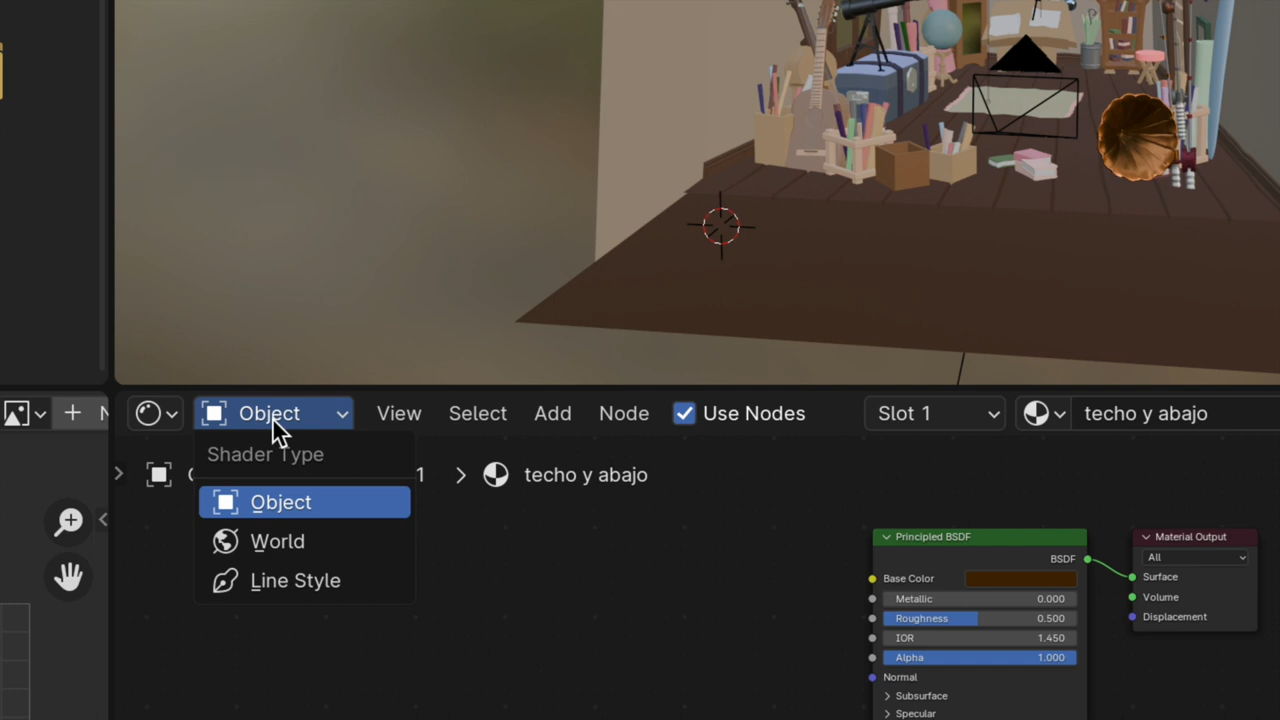 Object
View
Select
Add
Node
Use Nodes
Slot 1
techo y abajo
Shader Type
1
techo y abajo
Object
World
Line Style
Principled BSDF
BSDF
Base Color
Metallic 0.000
Roughness 0.500
IOR 1.450
Alpha 1.000
Normal
Subsurface
Specular
Material Output
All
Surface
Volume
Displacement